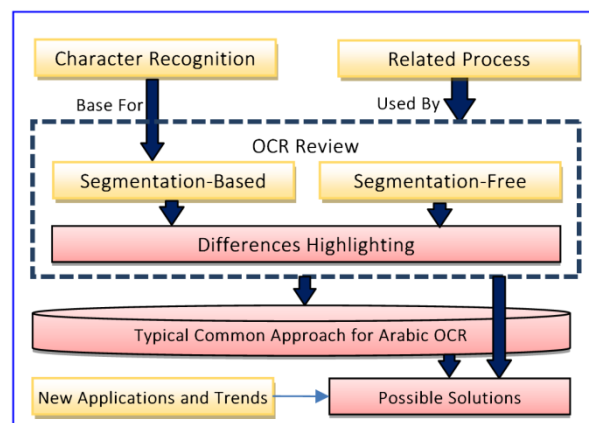 Character Recognition
Related Process
Base For
Used By
OCR Review
Segmentation-Based
Segmentation-Free
Differences Highlighting
Typical Common Approach for Arabic OCR
New Applications and Trends
Possible Solutions